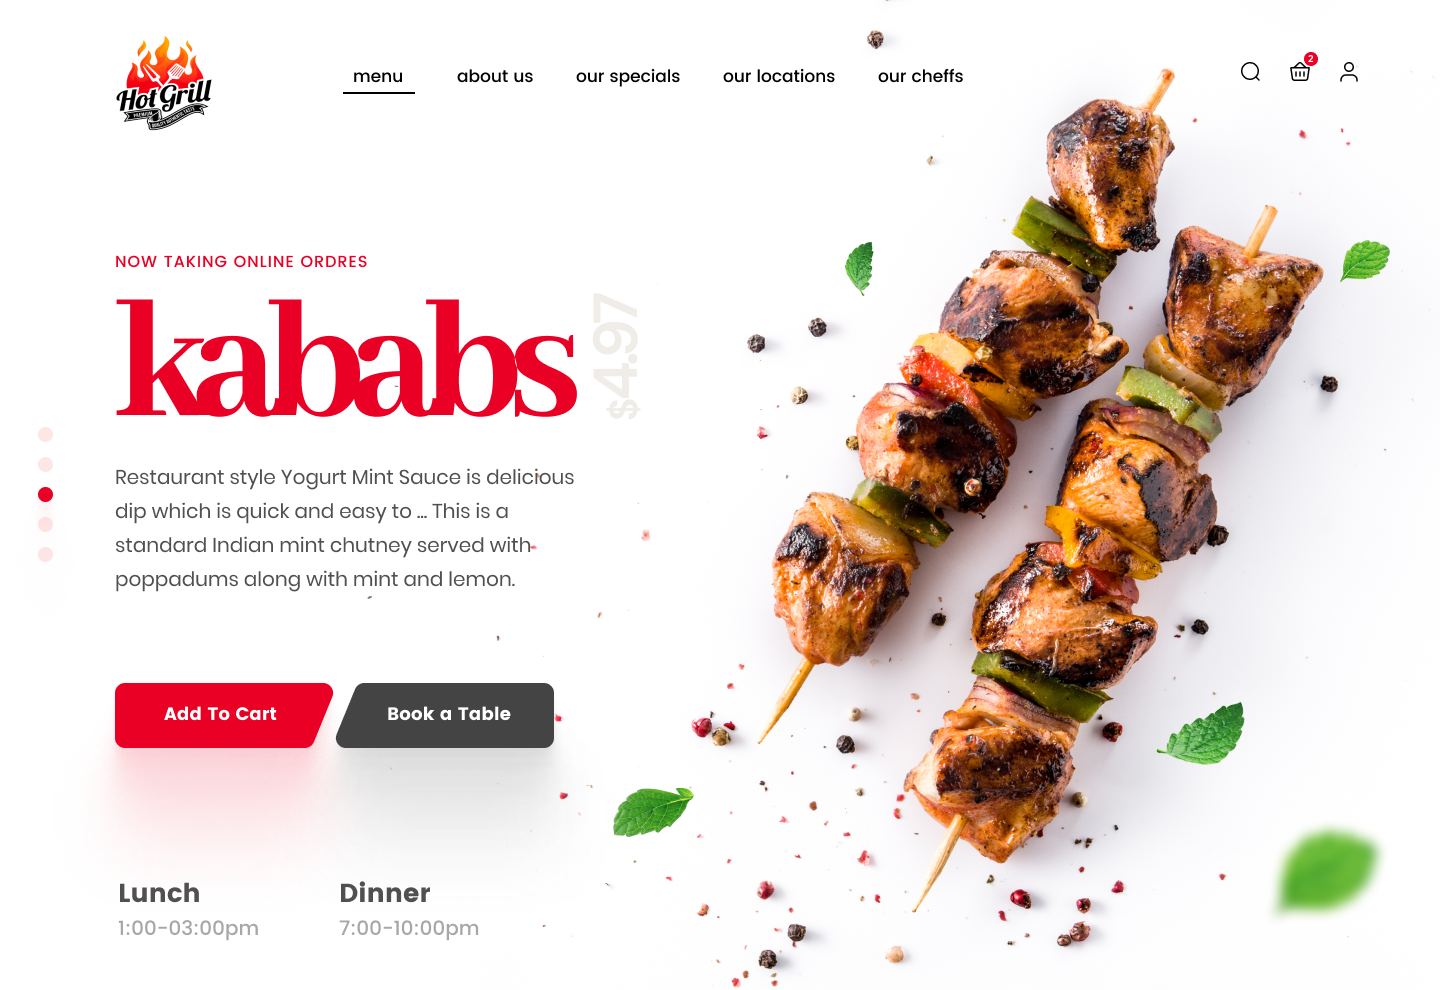 Hot Grill
PREMIUM
menu
about us
our specials
our locations
our cheffs
2
NOW TAKING ONLINE ORDRES
kababs
$4.97
Restaurant style Yogurt Mint Sauce is delicious
dip which is quick and easy to ... This is a
standard Indian mint chutney served with
poppadums along with mint and lemon.
Add To Cart
Book a Table
Lunch
1:00-03:00pm
Dinner
7:00-10:00pm